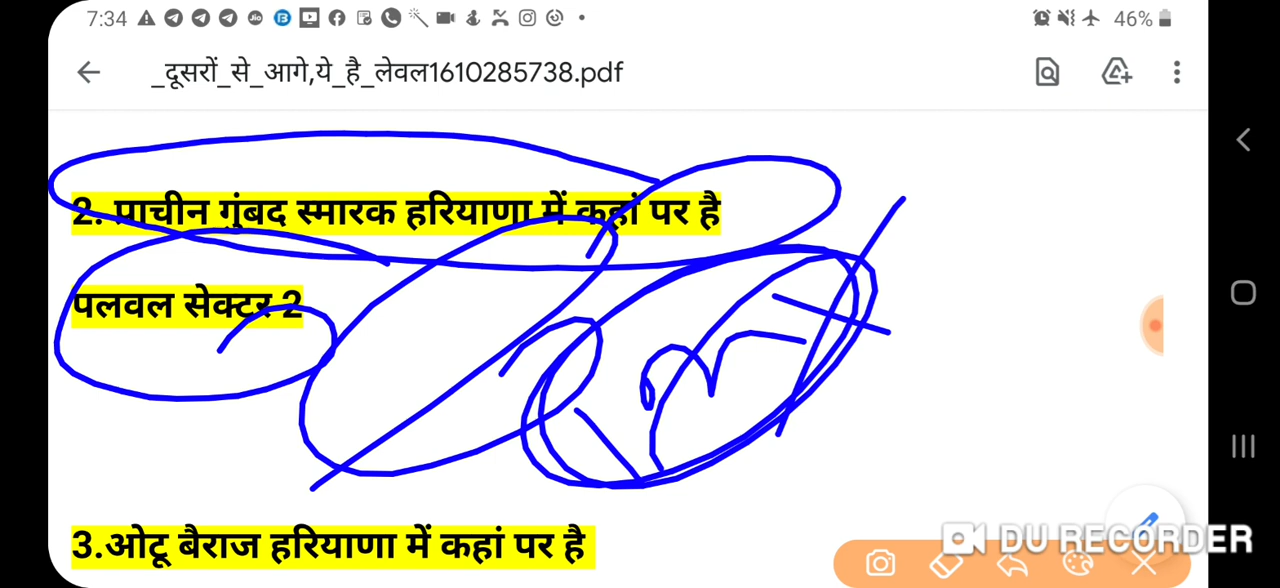 7:34
46%
_दूसरों_से_आगे,ये_है_लेवल1610285738.pdf
2. प्राचीन गुंबद स्मारक हरियाणा में कहां पर है
पलवल सेक्टर 2
3.ओटू बैराज हरियाणा में कहां पर है
DU RECORDER